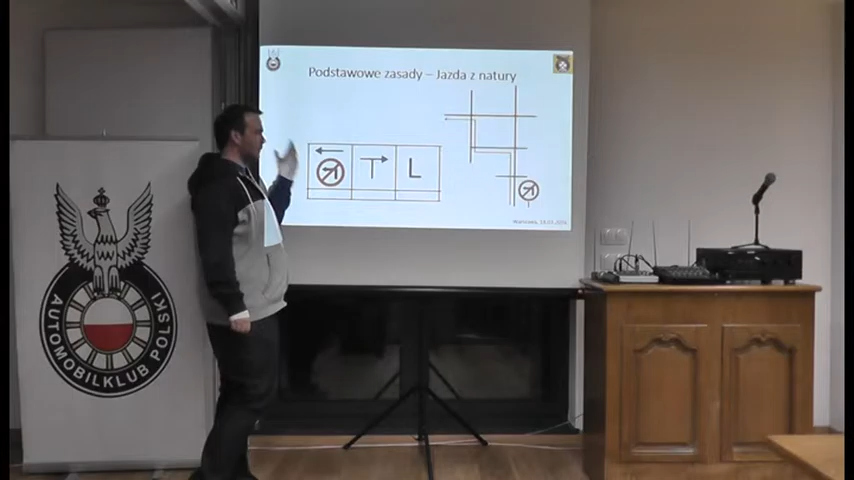 Podstawowe zasady – Jazda z natury
T
L
AUTOMOBILKLUB POLSKI